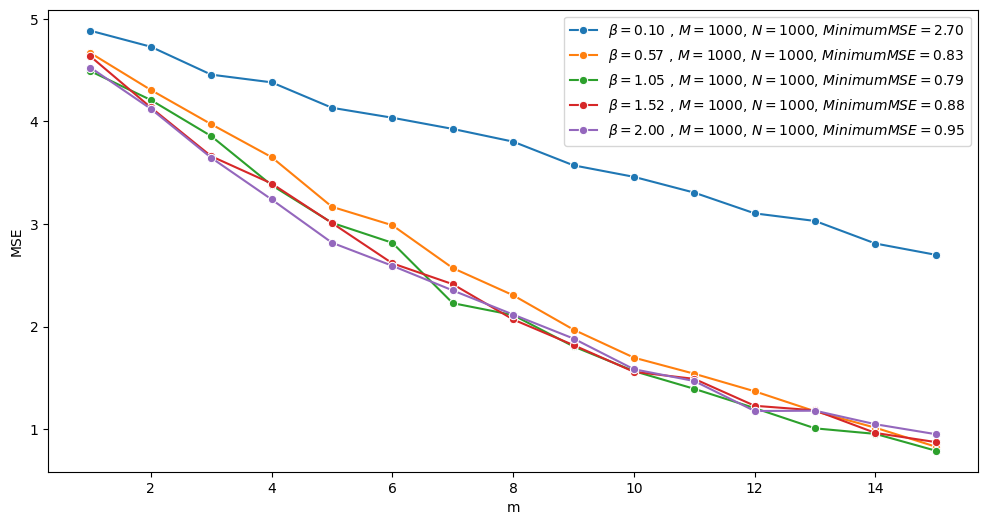 5
β = 0.10 , M = 1000, N = 1000, MinimumMSE = 2.70
β = 0.57 , M = 1000, N = 1000, MinimumMSE = 0.83
β = 1.05 , M = 1000, N = 1000, MinimumMSE = 0.79
β = 1.52 , M = 1000, N = 1000, MinimumMSE = 0.88
β = 2.00 , M = 1000, N = 1000, MinimumMSE = 0.95
4
3
MSE
2
1
2 4 6 8 10 12 14
m